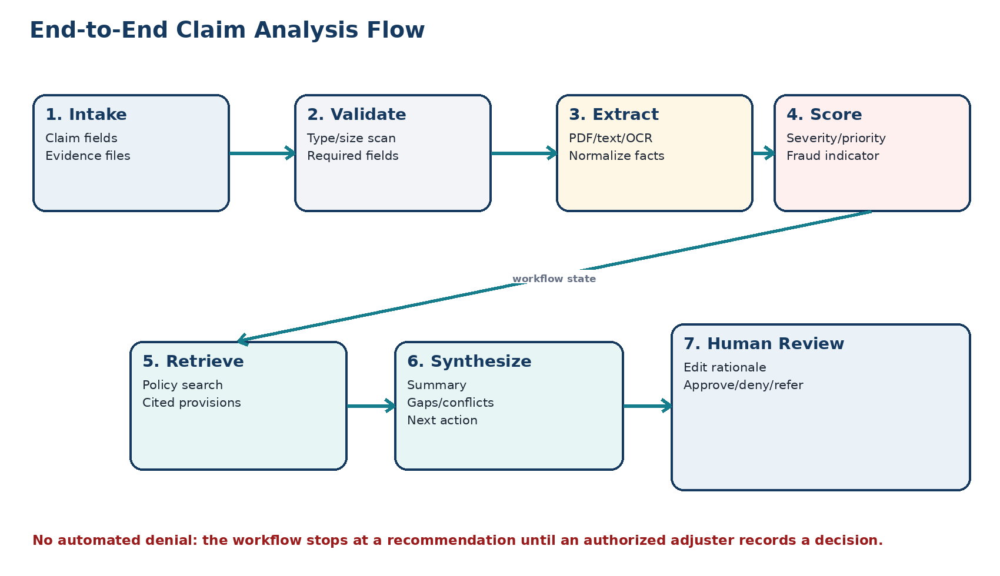 End-to-End Claim Analysis Flow
1. Intake
Claim fields
Evidence files
2. Validate
Type/size scan
Required fields
3. Extract
PDF/text/OCR
Normalize facts
4. Score
Severity/priority
Fraud indicator
workflow state
5. Retrieve
Policy search
Cited provisions
6. Synthesize
Summary
Gaps/conflicts
Next action
7. Human Review
Edit rationale
Approve/deny/refer
No automated denial: the workflow stops at a recommendation until an authorized adjuster records a decision.